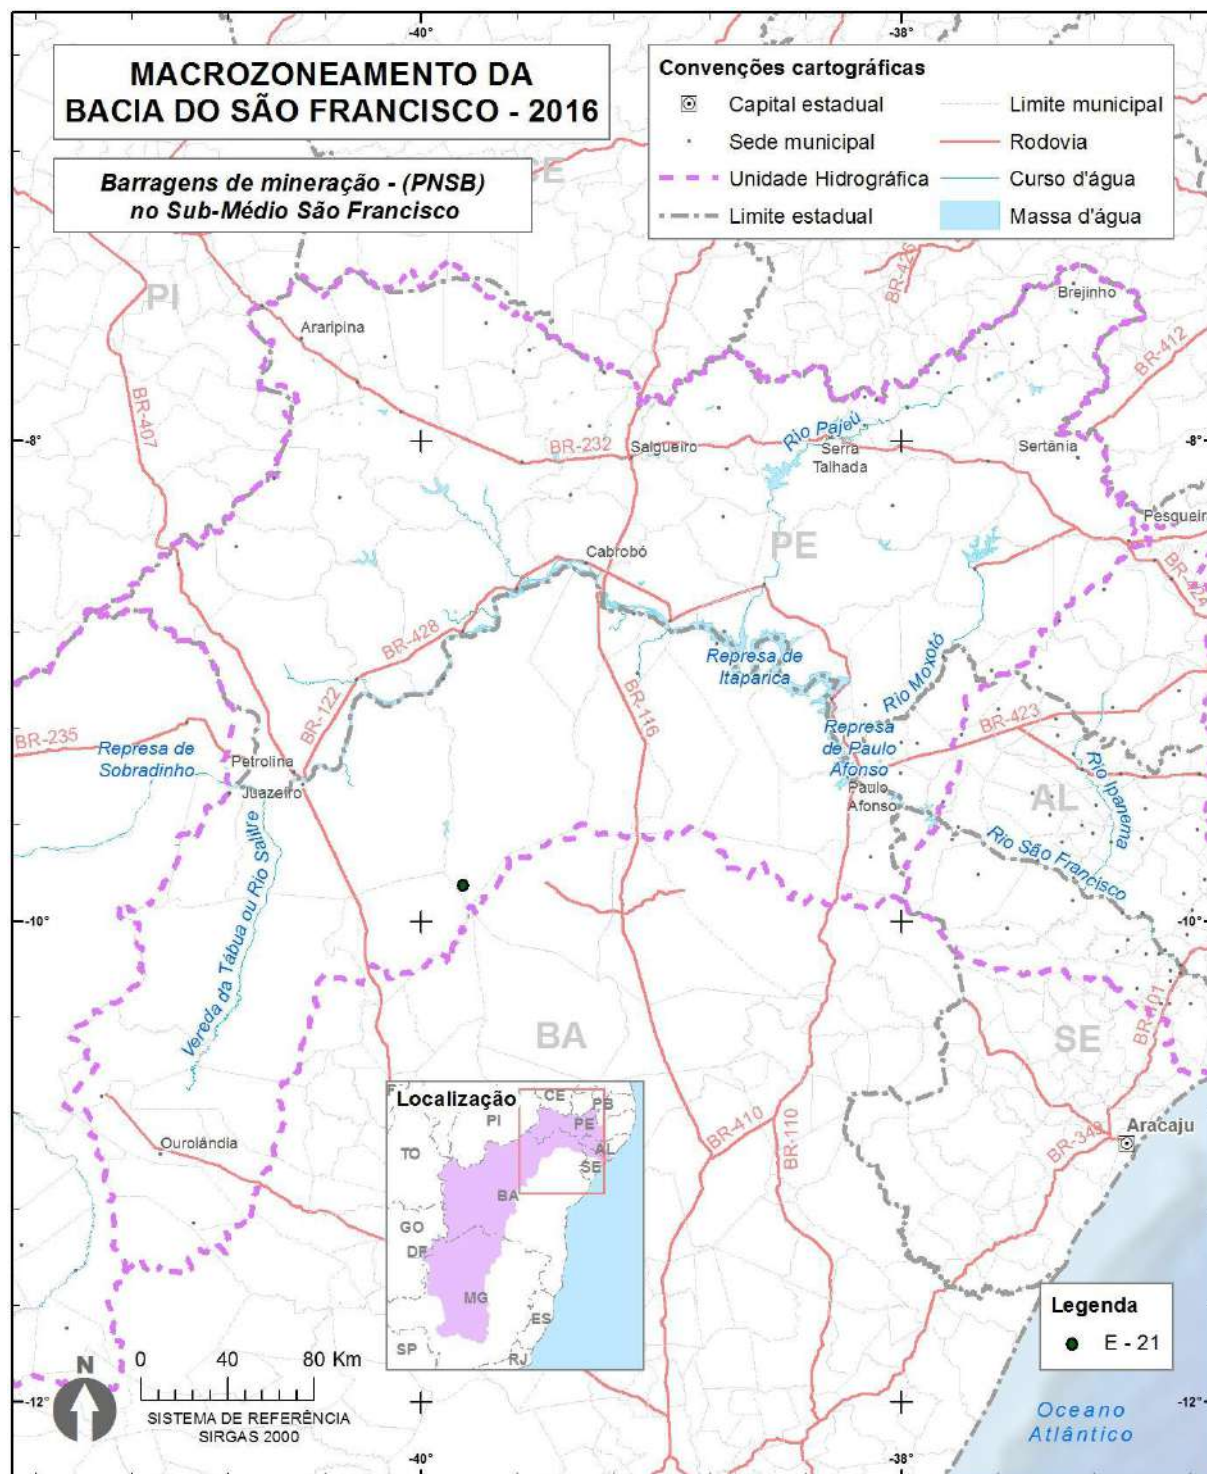 -40°
-38°
MACROZONEAMENTO DA
BACIA DO SÃO FRANCISCO - 2016
Barragens de mineração - (PNSB)
no Sub-Médio São Francisco
Convenções cartográficas
Capital estadual
Limite municipal
Sede municipal
Rodovia
Unidade Hidrográfica
Curso d'água
Limite estadual
Massa d'água
CE
PI
BR-426
Brejinho
Araripina
BR-412
BR-407
Rio Pajeú
-8°
BR-232
Salgueiro
Serra
Talhada
Sertânia
-8°
Pesqueir
Cabrobó
PE
BR-424
BR-428
Represa de
Itaparica
Rio Moxotó
BR-122
BR-116
BR-423
BR-235
Represa de
Sobradinho
Petrolina
Juazeiro
Represa
de Paulo
Afonso
Paulo
Afonso
Rio Ipanema
AL
Rio São Francisco
Vereda da Tábua ou Rio Salitre
-10°
-10°
BR-101
BA
SE
Localização
CE
PB
PI
PE
TO
AL
SE
BA
GO
DF
MG
ES
SP
RJ
BR-410
BR-110
BR-349
Aracaju
Ourolândia
Legenda
E - 21
N
0 40 80 Km
SISTEMA DE REFERÊNCIA
SIRGAS 2000
-12°
-12°
Oceano
Atlântico
-40°
-38°